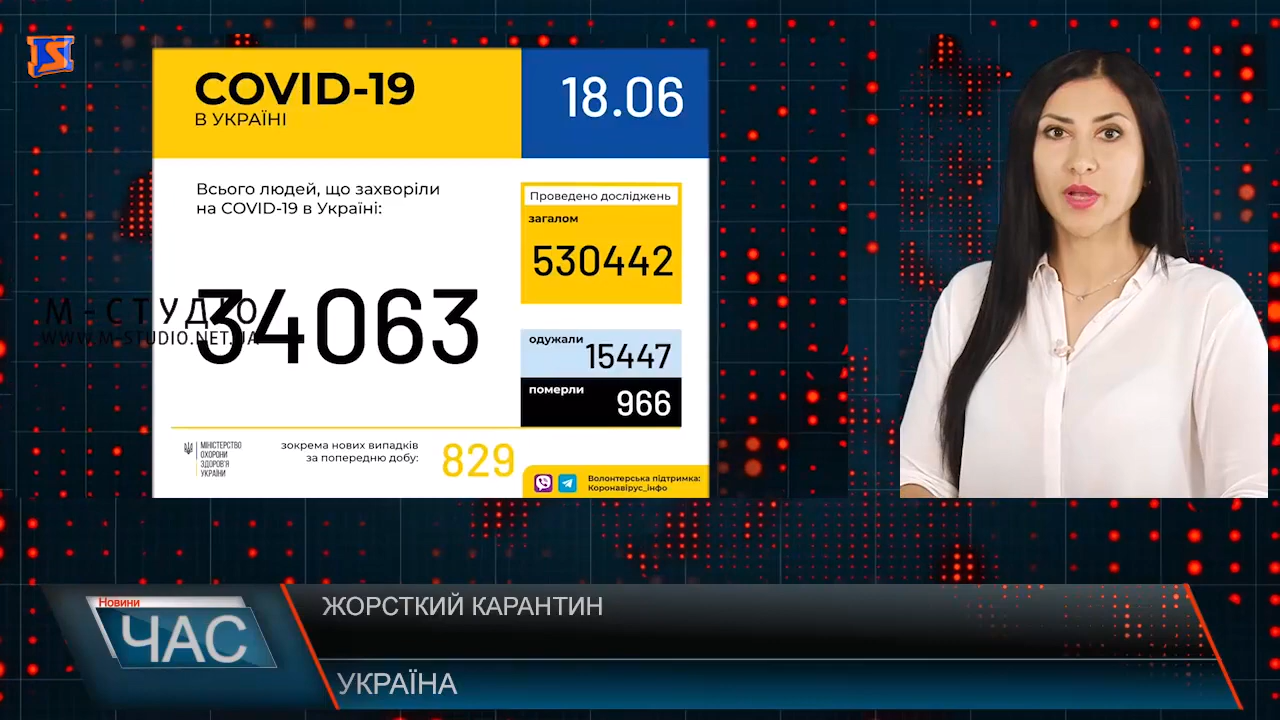 COVID-19
В УКРАЇНІ
18.06
Всього людей, що захворіли
на COVID-19 в Україні:
34063
Проведено досліджень
загалом
530442
одужали
15447
померли
966
М-СТУДІО
WWW.M-STUDIO.NET.UA
МІНІСТЕРСТВО
ОХОРОНИ
ЗДОРОВ'Я
УКРАЇНИ
зокрема нових випадків
за попередню добу:
829
Волонтерська підтримка:
Коронавірус_інфо
Новини
ЧАС
ЖОРСТКИЙ КАРАНТИН
УКРАЇНА